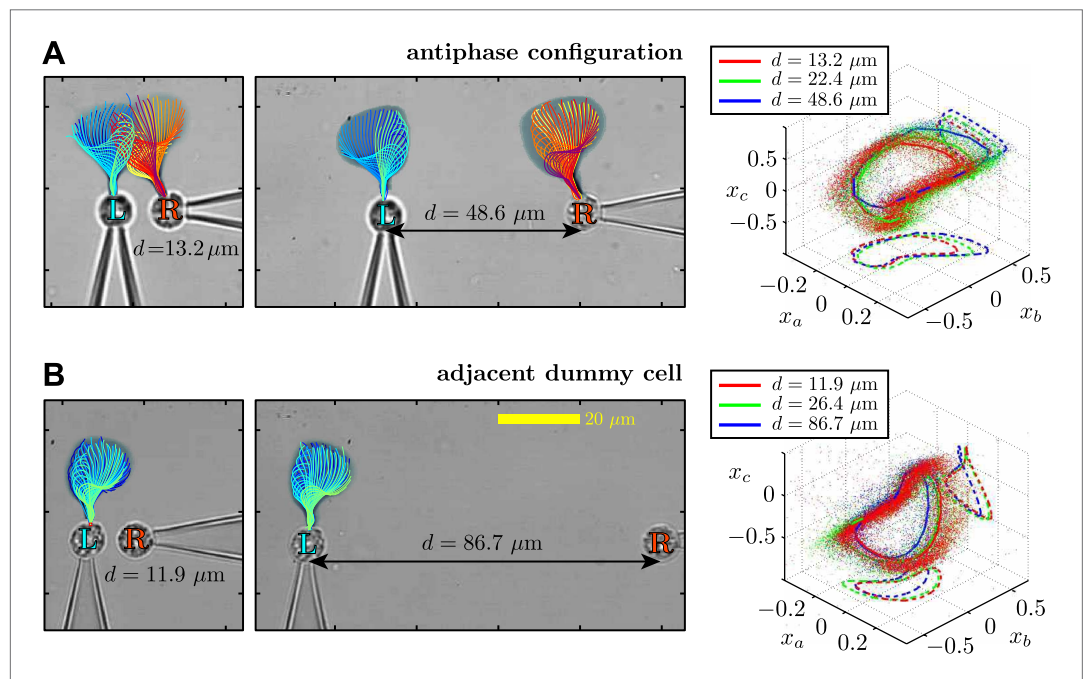 A
antiphase configuration
L
R
d=13.2 μm
L
R
d = 48.6 μm
d = 13.2 μm
d = 22.4 μm
d = 48.6 μm
x_c
0.5
0
−0.5
−0.2
0
0.2
x_a
−0.5
0
0.5
x_b
B
adjacent dummy cell
L
R
d = 11.9 μm
20 μm
L
R
d = 86.7 μm
d = 11.9 μm
d = 26.4 μm
d = 86.7 μm
x_c
0
−0.5
−0.2
0
0.2
x_a
−0.5
0
0.5
x_b